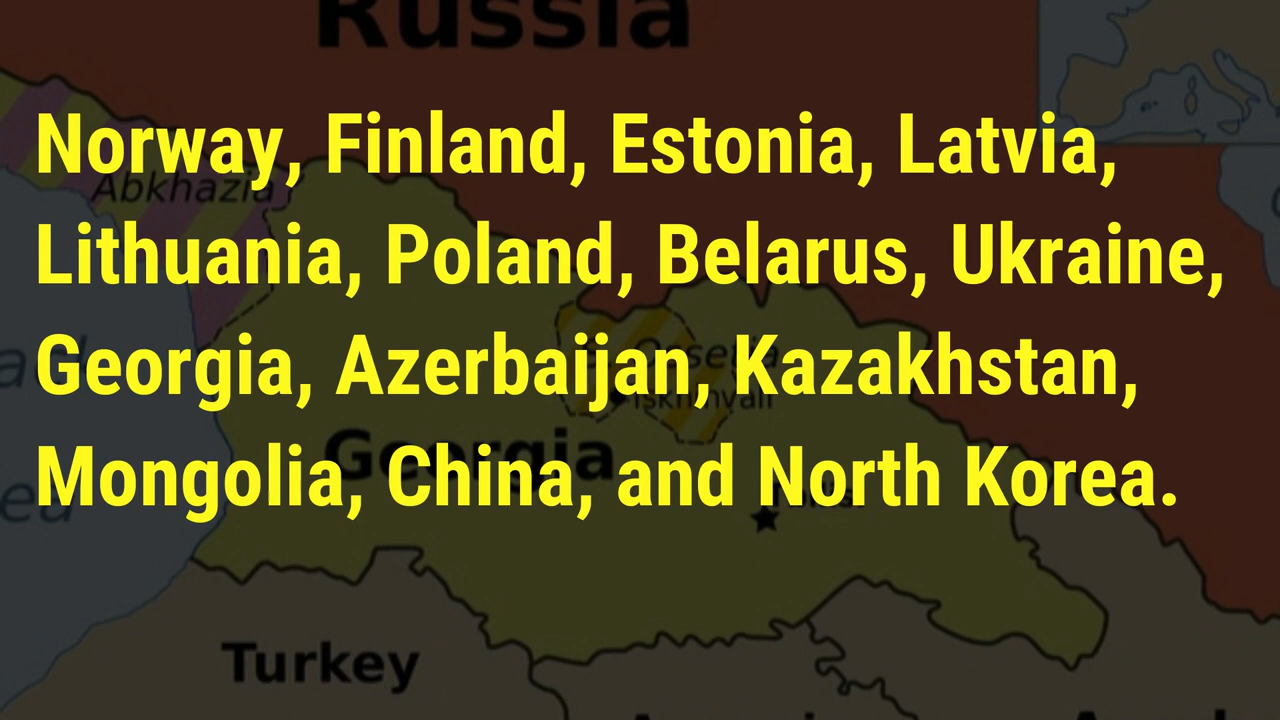 Russia
Norway, Finland, Estonia, Latvia,
Abkhazia
Lithuania, Poland, Belarus, Ukraine,
Georgia, Azerbaijan, Kazakhstan,
Georgia
Mongolia, China, and North Korea.
Turkey